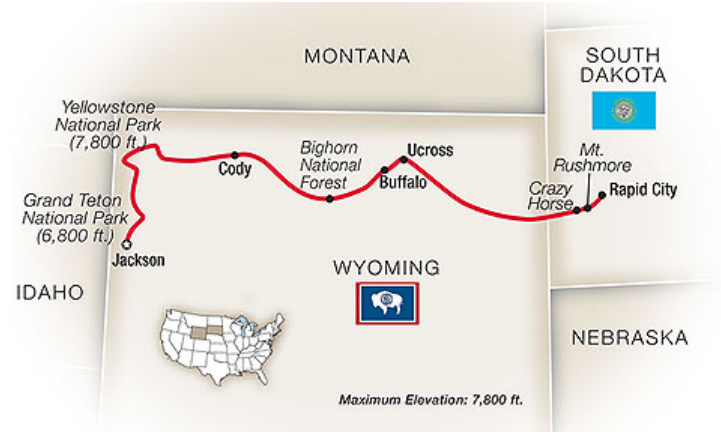 MONTANA
SOUTH
DAKOTA
Yellowstone
National Park
(7,800 ft.)
Cody
Bighorn
National
Forest
Ucross
Buffalo
Mt.
Rushmore
Crazy
Horse
Rapid City
Grand Teton
National Park
(6,800 ft.)
Jackson
WYOMING
IDAHO
NEBRASKA
Maximum Elevation: 7,800 ft.